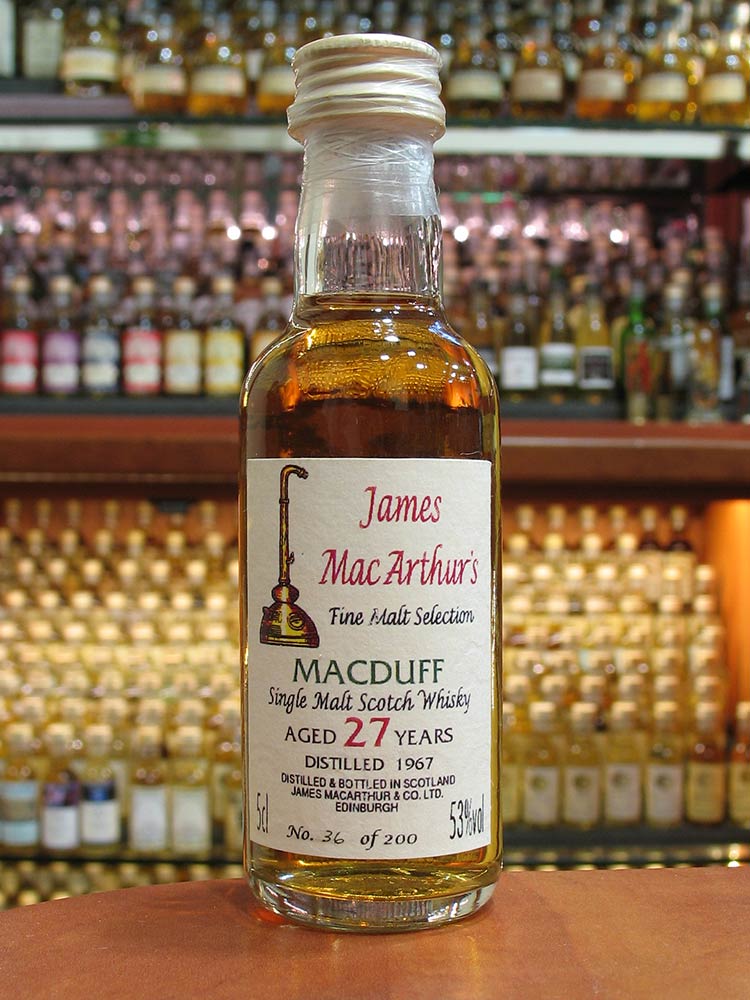 James
MacArthur's
Fine Malt Selection
MACDUFF
Single Malt Scotch Whisky
AGED 27 YEARS
DISTILLED 1967
DISTILLED & BOTTLED IN SCOTLAND
JAMES MACARTHUR & CO. LTD.
EDINBURGH
5cl
53%vol
No. 36 of 200